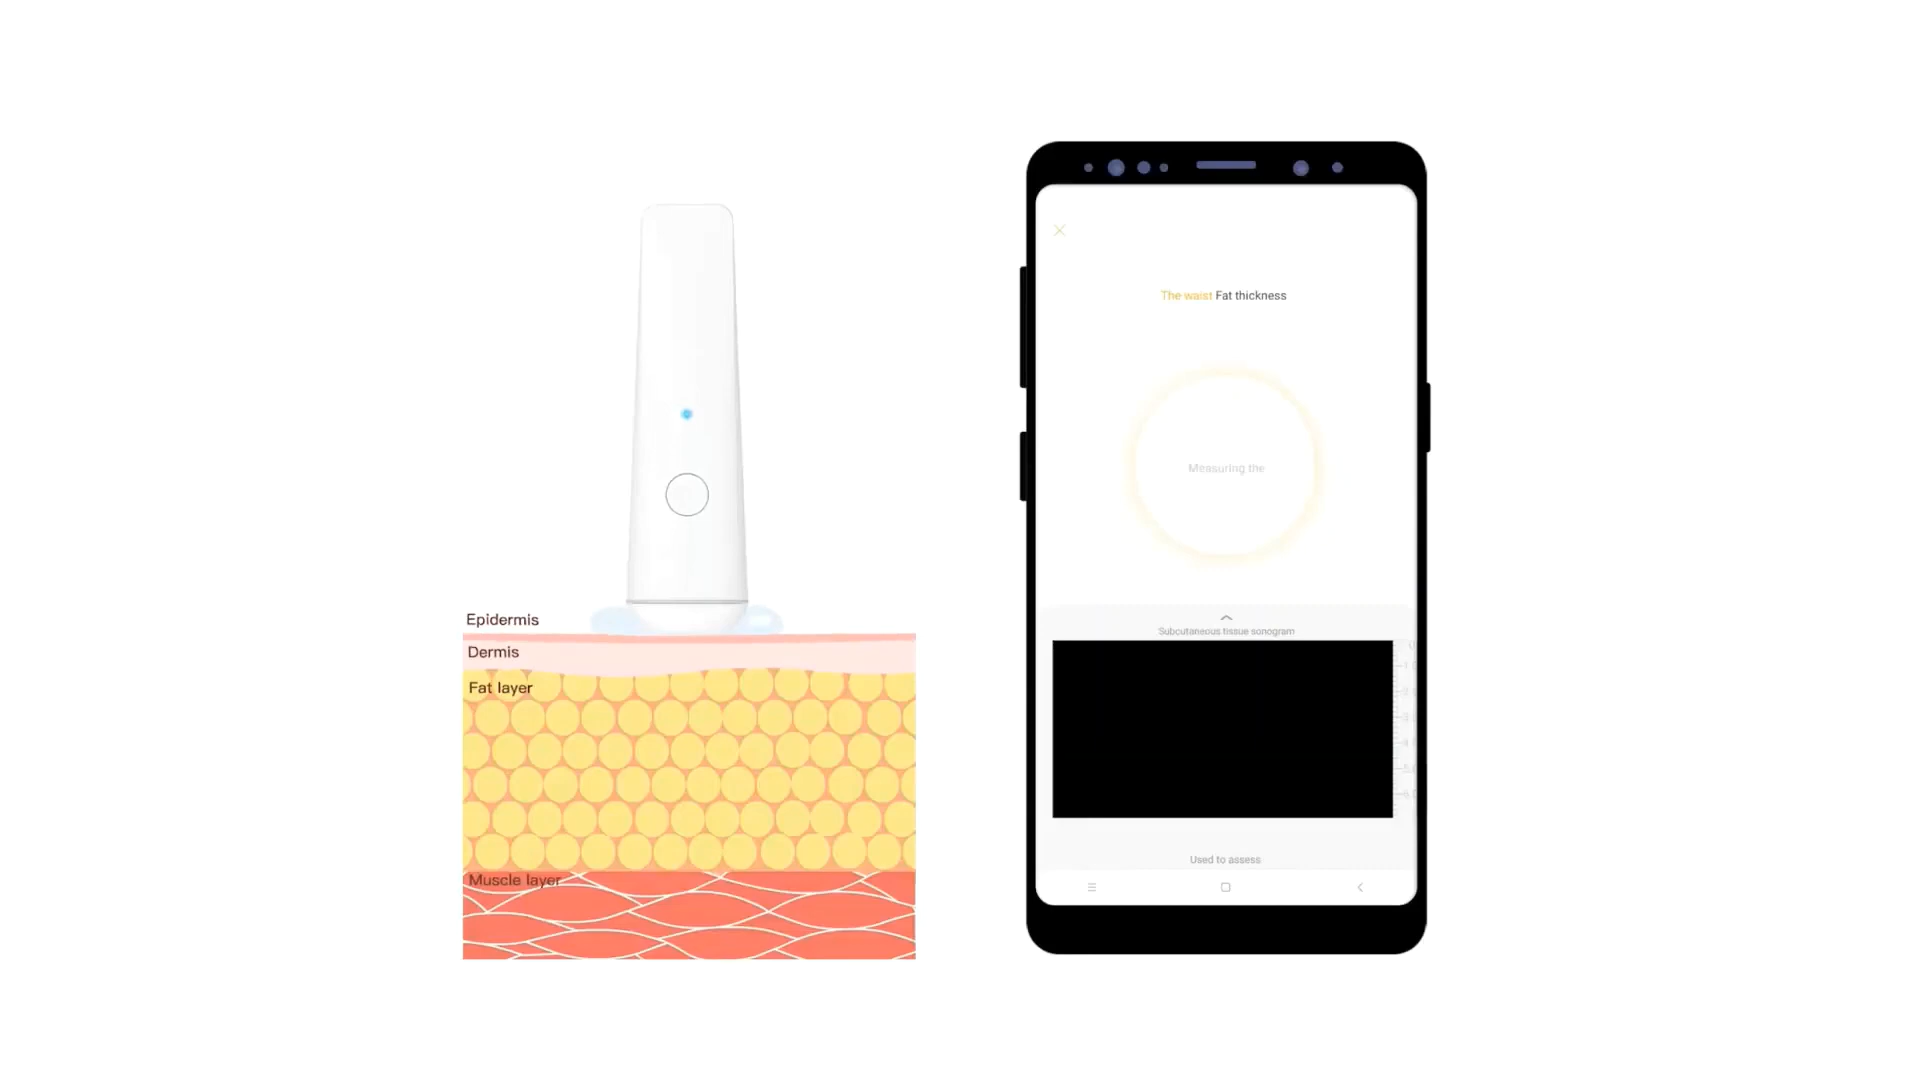 Epidermis
Dermis
Fat layer
Muscle layer
The waist Fat thickness
Measuring the
Subcutaneous tissue sonogram
Used to assess